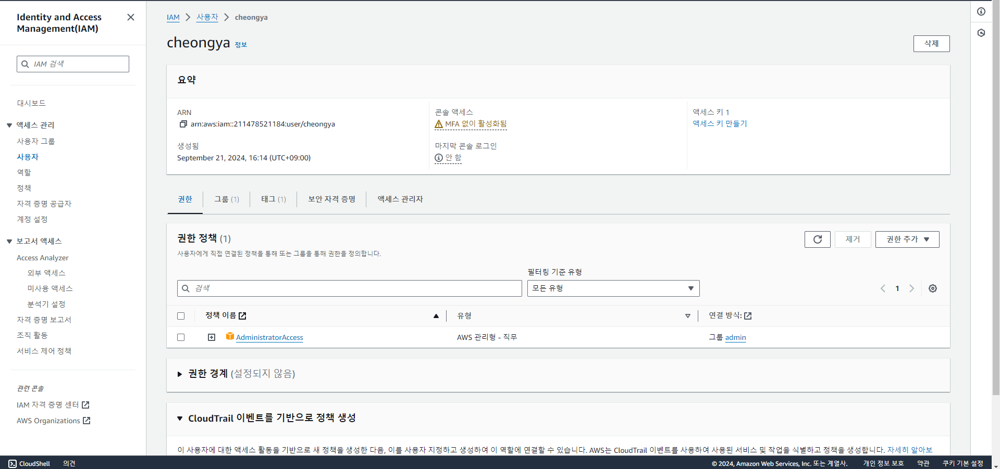 Identity and Access
Management(IAM)
IAM 검색
대시보드
액세스 관리
사용자 그룹
사용자
역할
정책
자격 증명 공급자
계정 설정
보고서 액세스
Access Analyzer
외부 액세스
미사용 액세스
분석기 설정
자격 증명 보고서
조직 활동
서비스 제어 정책
관련 콘솔
IAM 자격 증명 센터
AWS Organizations
IAM 사용자 cheongya
cheongya 정보
삭제
요약
ARN
arn:aws:iam::211478521184:user/cheongya
생성됨
September 21, 2024, 16:14 (UTC+09:00)
콘솔 액세스
MFA 없이 활성화됨
마지막 콘솔 로그인
안 함
액세스 키 1
액세스 키 만들기
권한 그룹 (1) 태그 (1) 보안 자격 증명 액세스 관리자
권한 정책 (1)
제거 권한 추가
사용자에게 직접 연결된 정책을 통해 또는 그룹을 통해 권한을 정의합니다.
필터링 기준 유형
검색 모든 유형 1
정책 이름 유형 연결 방식:
AdministratorAccess AWS 관리형 - 직무 그룹 admin
권한 경계 (설정되지 않음)
CloudTrail 이벤트를 기반으로 정책 생성
이 사용자에 대한 액세스 활동을 기반으로 새 정책을 생성한 다음, 이를 사용자 지정하고 생성하여 이 역할에 연결할 수 있습니다. AWS는 CloudTrail 이벤트를 사용하여 사용된 서비스 및 작업을 식별하고 정책을 생성합니다. 자세히 알아보
CloudShell 의견 © 2024, Amazon Web Services, Inc. 또는 계열사. 개인 정보 보호 약관 쿠키 기본 설정